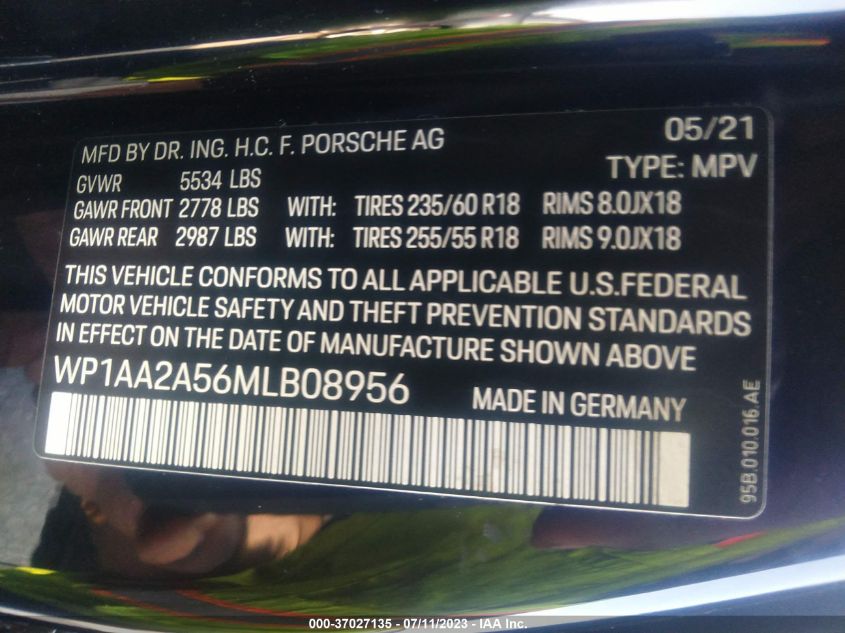 MFD BY DR. ING. H.C. F. PORSCHE AG 05/21
TYPE: MPV
GVWR 5534 LBS
GAWR FRONT 2778 LBS WITH: TIRES 235/60 R18 RIMS 8.0JX18
GAWR REAR 2987 LBS WITH: TIRES 255/55 R18 RIMS 9.0JX18
THIS VEHICLE CONFORMS TO ALL APPLICABLE U.S.FEDERAL
MOTOR VEHICLE SAFETY AND THEFT PREVENTION STANDARDS
IN EFFECT ON THE DATE OF MANUFACTURE SHOWN ABOVE
WP1AA2A56MLB08956 MADE IN GERMANY
95B.010.016.AE
000-37027135 - 07/11/2023 - IAA Inc.